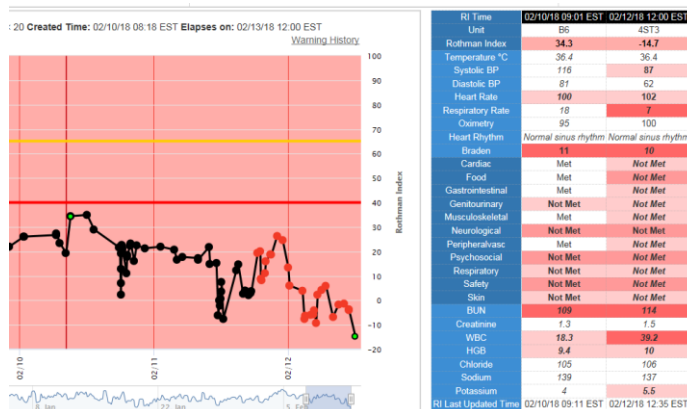 : 20 Created Time: 02/10/18 08:18 EST Elapses on: 02/13/18 12:00 EST
Warning History
100
90
80
70
60
50
40
30
20
10
0
-10
-20
Rothman Index
02/10
02/11
02/12
8 Jan
22 Jan
5 Feb
RI Time 02/10/18 09:01 EST 02/12/18 12:00 EST
Unit B6 4ST3
Rothman Index 34.3 -14.7
Temperature °C 36.4 36.4
Systolic BP 116 87
Diastolic BP 81 62
Heart Rate 100 102
Respiratory Rate 18 7
Oximetry 95 100
Heart Rhythm Normal sinus rhythm Normal sinus rhythm
Braden 11 10
Cardiac Met Not Met
Food Met Not Met
Gastrointestinal Met Not Met
Genitourinary Not Met Not Met
Musculoskeletal Met Not Met
Neurological Not Met Not Met
Peripheralvasc Met Not Met
Psychosocial Not Met Not Met
Respiratory Not Met Not Met
Safety Not Met Not Met
Skin Not Met Not Met
BUN 109 114
Creatinine 1.3 1.5
WBC 18.3 39.2
HGB 9.4 10
Chloride 105 106
Sodium 139 137
Potassium 4 5.5
RI Last Updated Time 02/10/18 09:11 EST 02/12/18 12:35 EST